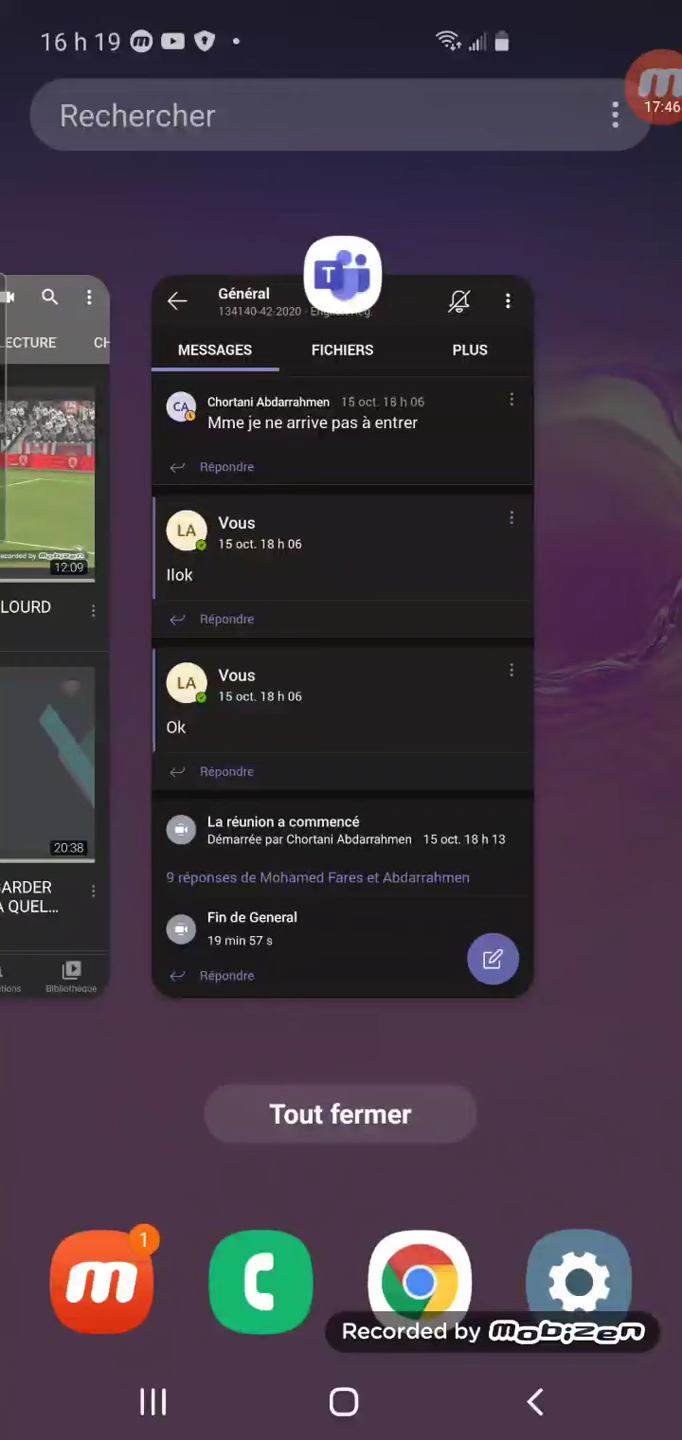 16 h 19
17:46
Rechercher
Général
134140-42-2020 - English
MESSAGES
FICHIERS
PLUS
ECTURE
CH
Chortani Abdarrahmen 15 oct. 18 h 06
CA
Mme je ne arrive pas à entrer
Répondre
LA
Vous
15 oct. 18 h 06
Ilok
Répondre
LA
Vous
15 oct. 18 h 06
Ok
Répondre
La réunion a commencé
Démarrée par Chortani Abdarrahmen 15 oct. 18 h 13
9 réponses de Mohamed Fares et Abdarrahmen
Fin de General
19 min 57 s
Répondre
12:09
LOURD
20:38
GARDER
A QUEL...
tions
Bibliothèque
Tout fermer
1
Recorded by mobizen